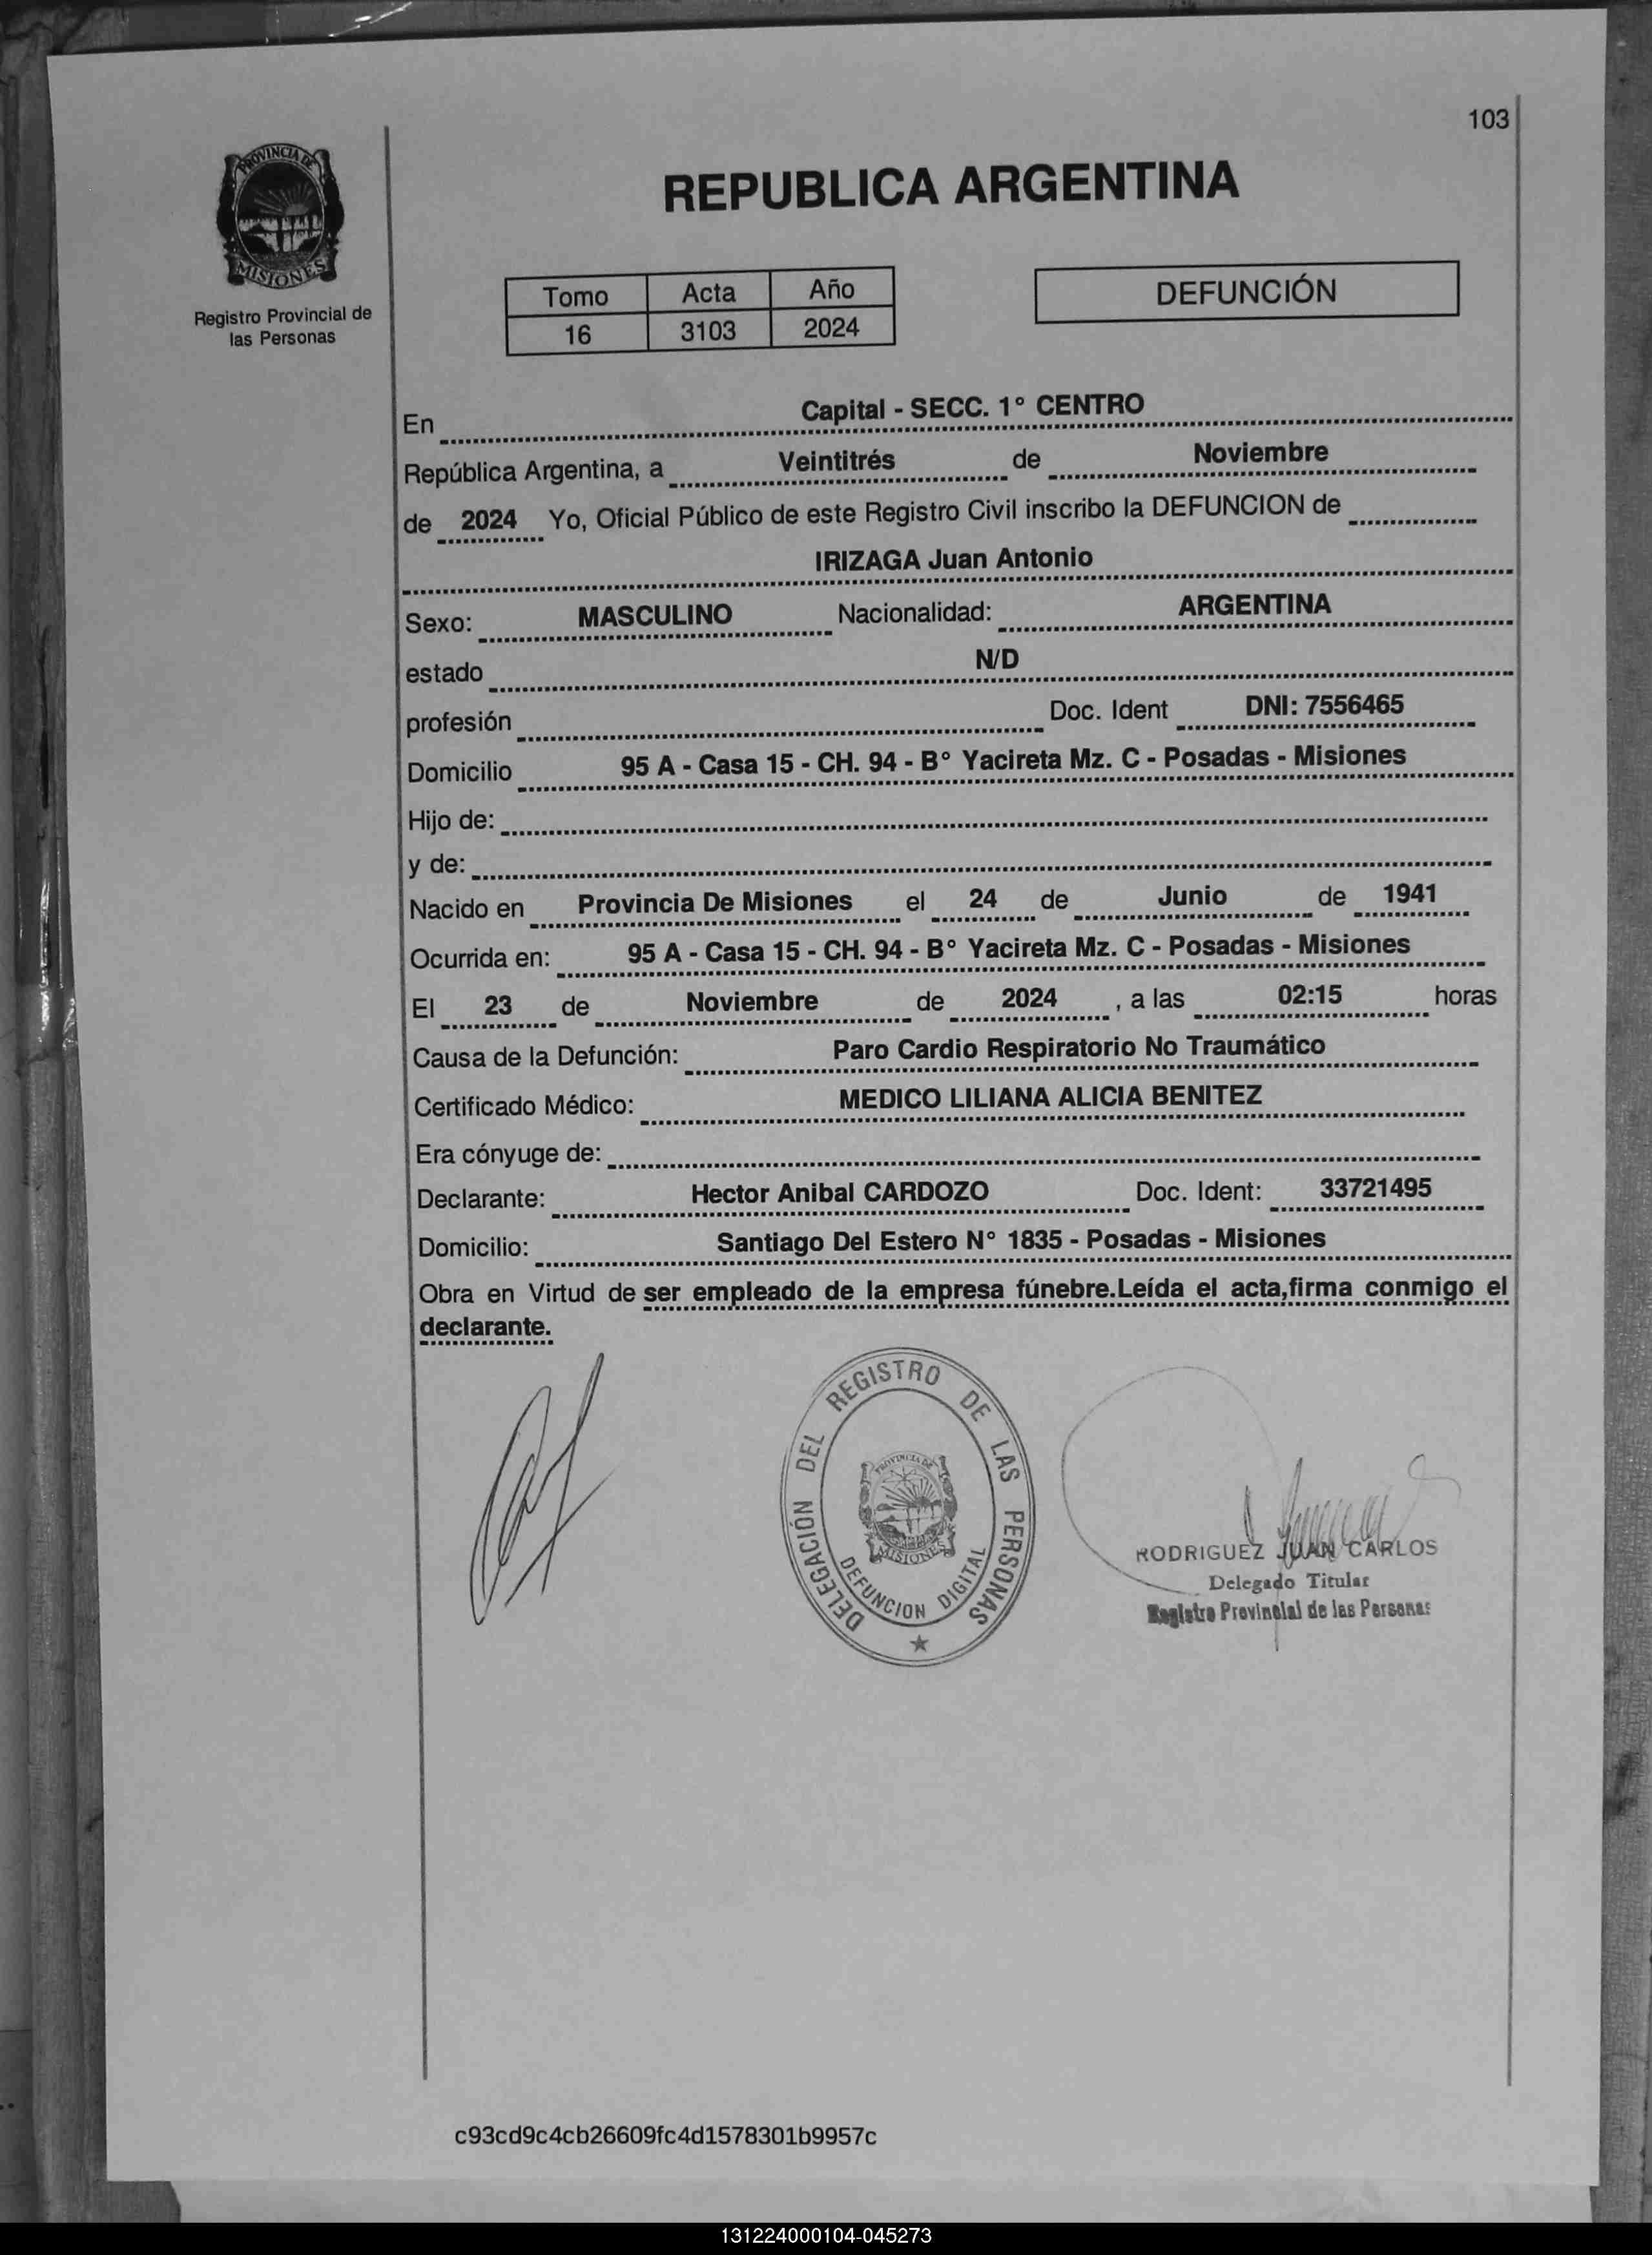 103
PROVINCIA DE
MISIONES
Registro Provincial de
las Personas
REPUBLICA ARGENTINA
Tomo Acta Año
16 3103 2024
DEFUNCIÓN
En Capital - SECC. 1° CENTRO
República Argentina, a Veintitrés de Noviembre
de 2024 Yo, Oficial Público de este Registro Civil inscribo la DEFUNCION de
IRIZAGA Juan Antonio
Sexo: MASCULINO Nacionalidad: ARGENTINA
estado N/D
profesión Doc. Ident DNI: 7556465
Domicilio 95 A - Casa 15 - CH. 94 - B° Yacireta Mz. C - Posadas - Misiones
Hijo de:
y de:
Nacido en Provincia De Misiones el 24 de Junio de 1941
Ocurrida en: 95 A - Casa 15 - CH. 94 - B° Yacireta Mz. C - Posadas - Misiones
El 23 de Noviembre de 2024 , a las 02:15 horas
Causa de la Defunción: Paro Cardio Respiratorio No Traumático
Certificado Médico: MEDICO LILIANA ALICIA BENITEZ
Era cónyuge de:
Declarante: Hector Anibal CARDOZO Doc. Ident: 33721495
Domicilio: Santiago Del Estero N° 1835 - Posadas - Misiones
Obra en Virtud de ser empleado de la empresa fúnebre.Leída el acta,firma conmigo el
declarante.
DELEGACIÓN DEL REGISTRO DE LAS PERSONAS
PROVINCIA DE
MISIONES
DEFUNCION DIGITAL
RODRIGUEZ JUAN CARLOS
Delegado Titular
Registro Provincial de las Personas
c93cd9c4cb26609fc4d1578301b9957c
131224000104-045273